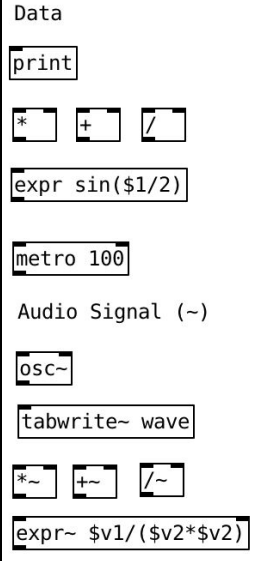 Data
print
* + /
expr sin($1/2)
metro 100
Audio Signal (~)
osc~
tabwrite~ wave
*~ +~ /~
expr~ $v1/($v2*$v2)